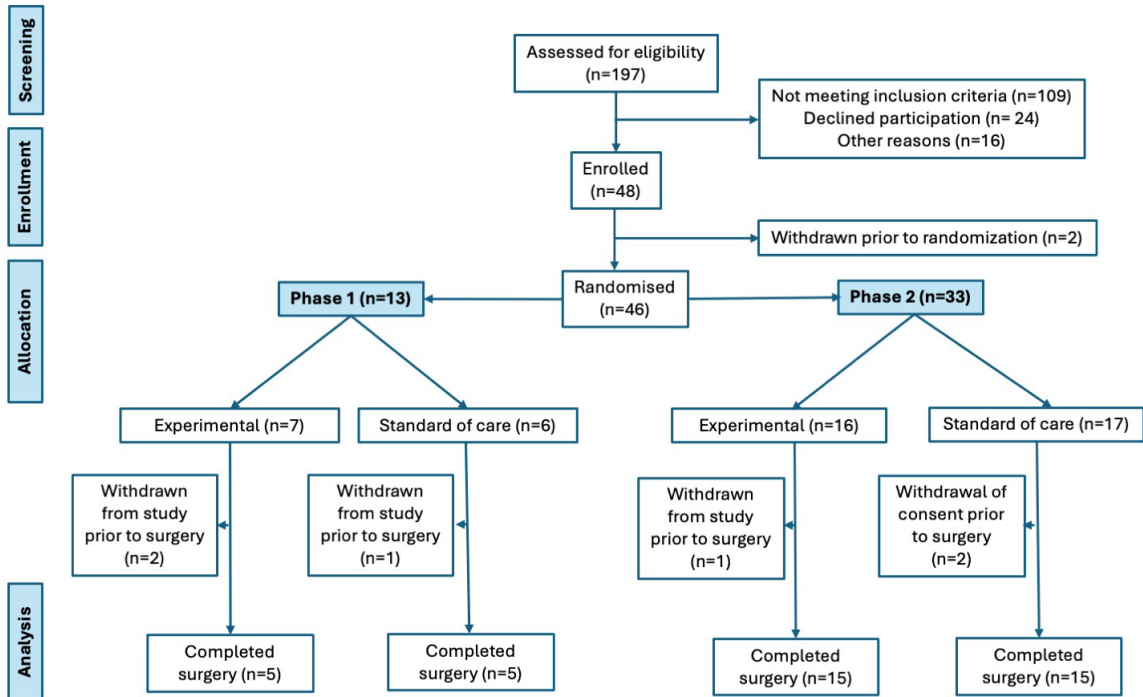 Screening
Assessed for eligibility
(n=197)
Not meeting inclusion criteria (n=109)
Declined participation (n= 24)
Other reasons (n=16)
Enrollment
Enrolled
(n=48)
Withdrawn prior to randomization (n=2)
Allocation
Phase 1 (n=13)
Randomised
(n=46)
Phase 2 (n=33)
Experimental (n=7)
Standard of care (n=6)
Experimental (n=16)
Standard of care (n=17)
Withdrawn
from study
prior to surgery
(n=2)
Withdrawn
from study
prior to surgery
(n=1)
Withdrawn
from study
prior to surgery
(n=1)
Withdrawal of
consent prior
to surgery
(n=2)
Analysis
Completed
surgery (n=5)
Completed
surgery (n=5)
Completed
surgery (n=15)
Completed
surgery (n=15)